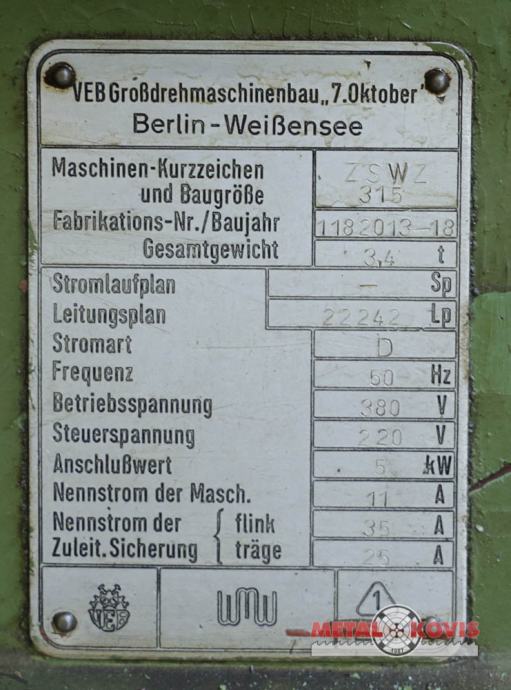 VEB Großdrehmaschinenbau „7. Oktober"
Berlin-Weißensee
Maschinen-Kurzzeichen ZSWZ
und Baugröße 315
Fabrikations-Nr./Baujahr 1182013-18
Gesamtgewicht 3,4 t
Stromlaufplan – Sp
Leitungsplan 22242 Lp
Stromart D
Frequenz 50 Hz
Betriebsspannung 380 V
Steuerspannung 220 V
Anschlußwert 5 kW
Nennstrom der Masch. 11 A
Nennstrom der flink 35 A
Zuleit. Sicherung träge 25 A
VEB WMW 1
METAL KOVIS